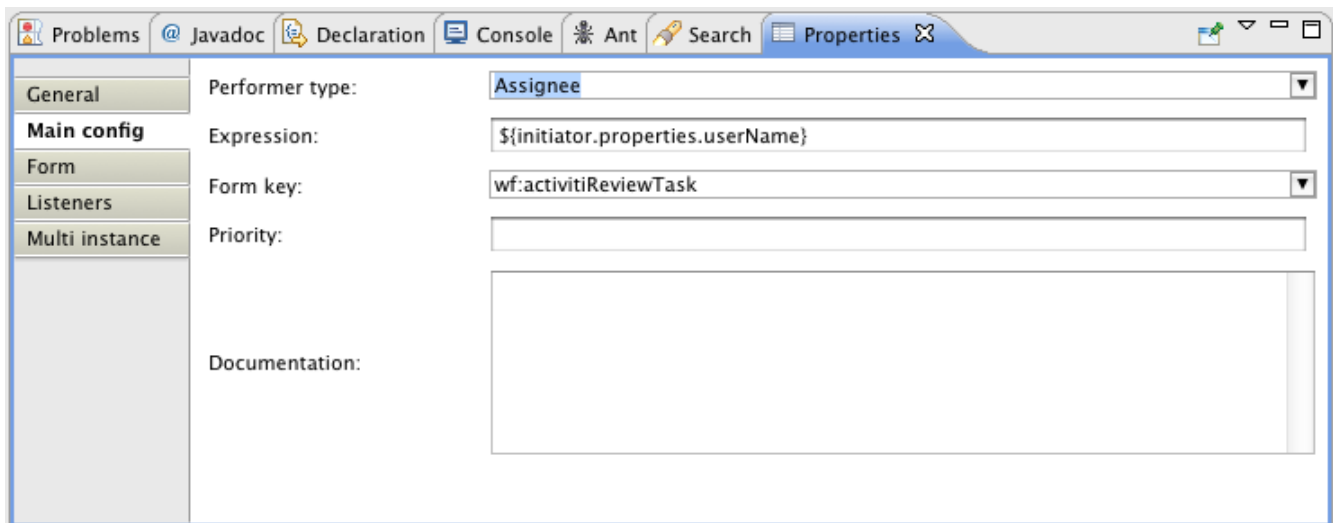 Problems @ Javadoc Declaration Console Ant Search Properties
General
Main config
Form
Listeners
Multi instance
Performer type: Assignee
Expression: ${initiator.properties.userName}
Form key: wf:activitiReviewTask
Priority:
Documentation: